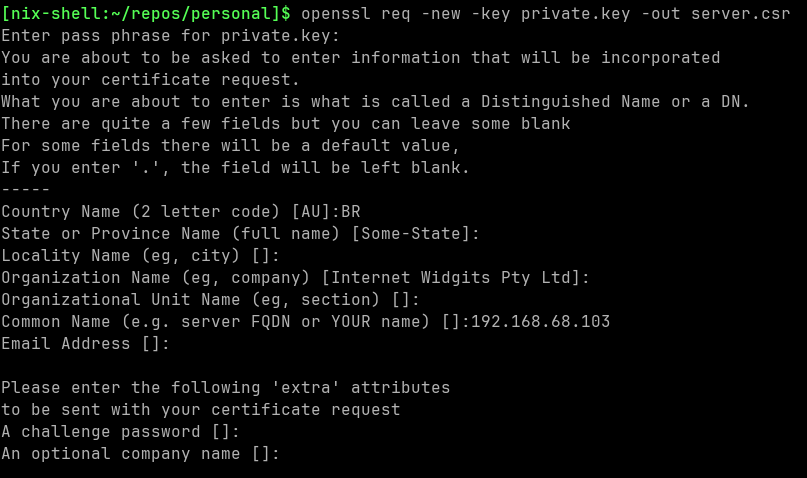 [nix-shell:~/repos/personal]$ openssl req -new -key private.key -out server.csr
Enter pass phrase for private.key:
You are about to be asked to enter information that will be incorporated
into your certificate request.
What you are about to enter is what is called a Distinguished Name or a DN.
There are quite a few fields but you can leave some blank
For some fields there will be a default value,
If you enter '.', the field will be left blank.
-----
Country Name (2 letter code) [AU]:BR
State or Province Name (full name) [Some-State]:
Locality Name (eg, city) []:
Organization Name (eg, company) [Internet Widgits Pty Ltd]:
Organizational Unit Name (eg, section) []:
Common Name (e.g. server FQDN or YOUR name) []:192.168.68.103
Email Address []:

Please enter the following 'extra' attributes
to be sent with your certificate request
A challenge password []:
An optional company name []: